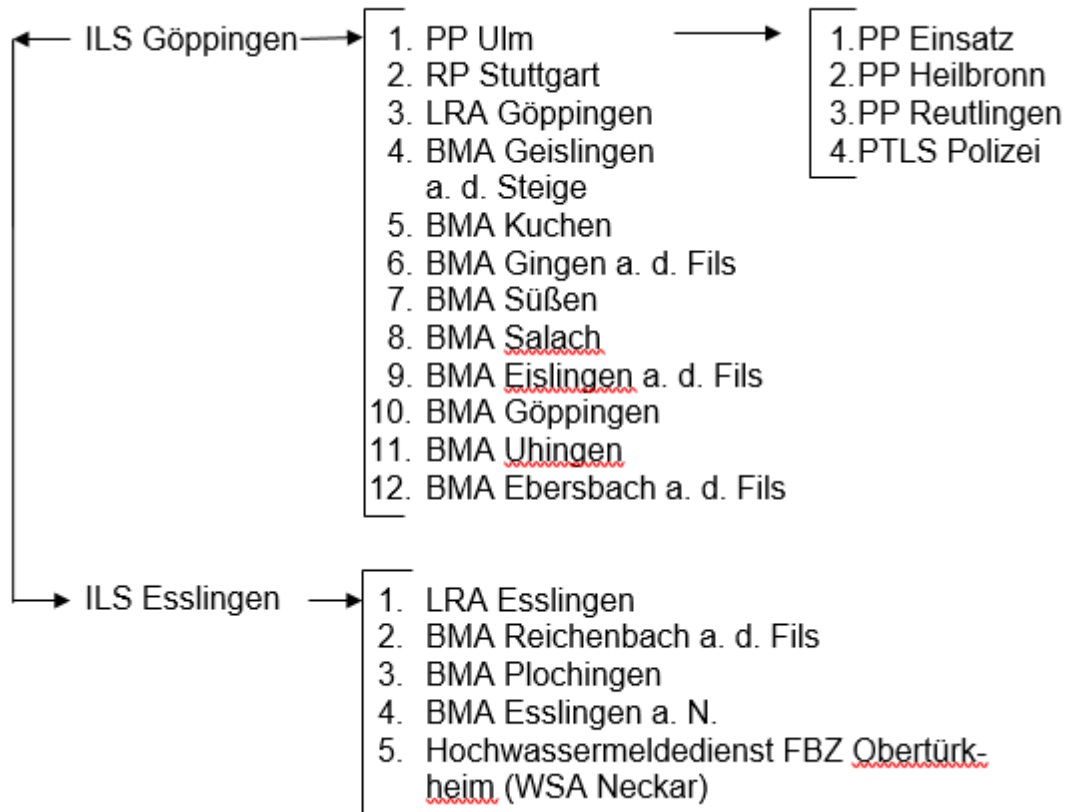 ILS Göppingen
1. PP Ulm
2. RP Stuttgart
3. LRA Göppingen
4. BMA Geislingen
a. d. Steige
5. BMA Kuchen
6. BMA Gingen a. d. Fils
7. BMA Süßen
8. BMA Salach
9. BMA Eislingen a. d. Fils
10. BMA Göppingen
11. BMA Uhingen
12. BMA Ebersbach a. d. Fils
1. PP Einsatz
2. PP Heilbronn
3. PP Reutlingen
4. PTLS Polizei
ILS Esslingen
1. LRA Esslingen
2. BMA Reichenbach a. d. Fils
3. BMA Plochingen
4. BMA Esslingen a. N.
5. Hochwassermeldedienst FBZ Obertürk-
heim (WSA Neckar)